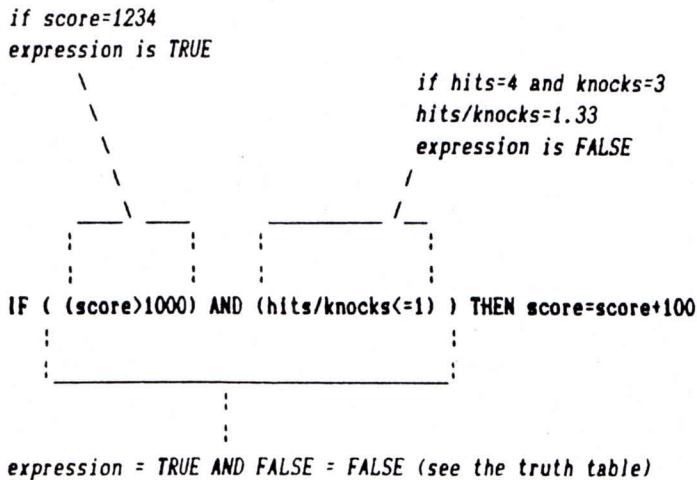 if score=1234
expression is TRUE
if hits=4 and knocks=3
hits/knocks=1.33
expression is FALSE
IF ( (score>1000) AND (hits/knocks<=1) ) THEN score=score+100
expression = TRUE AND FALSE = FALSE (see the truth table)